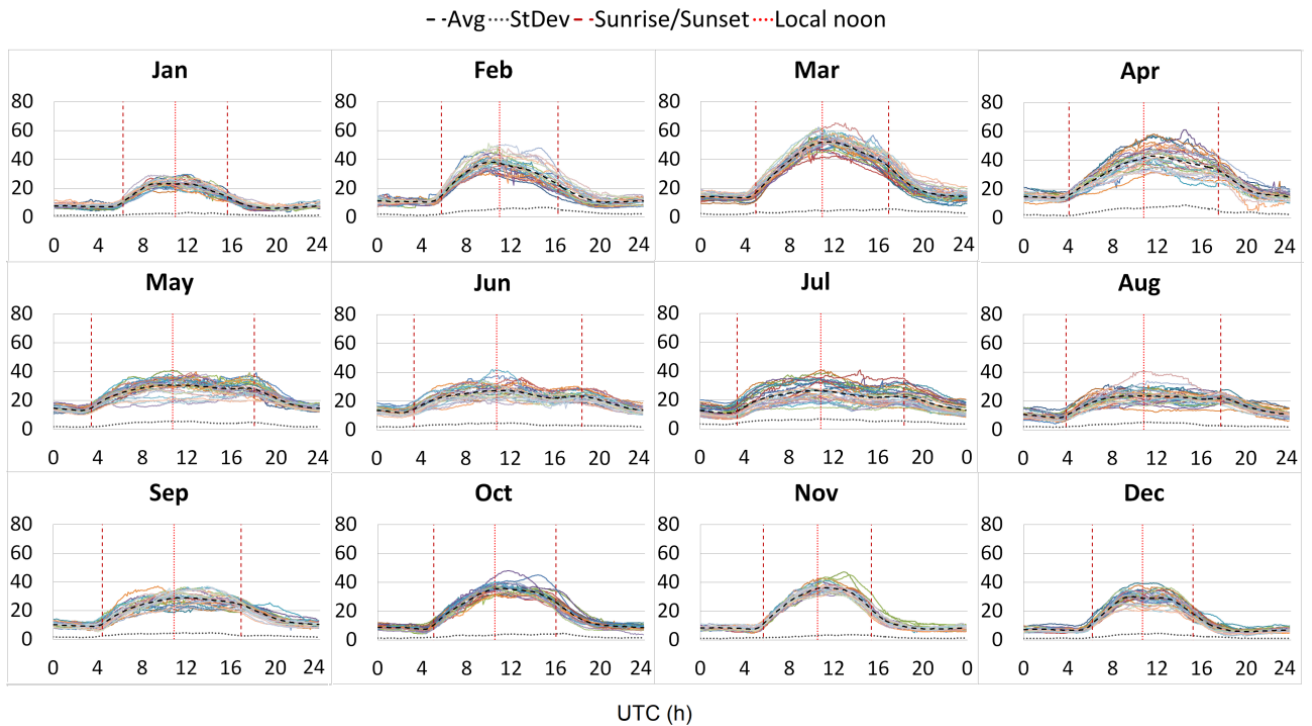 Avg StDev Sunrise/Sunset Local noon
Jan Feb Mar Apr
80 80 80 80
60 60 60 60
40 40 40 40
20 20 20 20
0 0 0 0
0 4 8 12 16 20 24 0 4 8 12 16 20 24 0 4 8 12 16 20 24 0 4 8 12 16 20 24
May Jun Jul Aug
80 80 80 80
60 60 60 60
40 40 40 40
20 20 20 20
0 0 0 0
0 4 8 12 16 20 24 0 4 8 12 16 20 24 0 4 8 12 16 20 0 0 4 8 12 16 20 24
Sep Oct Nov Dec
80 80 80 80
60 60 60 60
40 40 40 40
20 20 20 20
0 0 0 0
0 4 8 12 16 20 24 0 4 8 12 16 20 24 0 4 8 12 16 20 0 0 4 8 12 16 20 24
UTC (h)